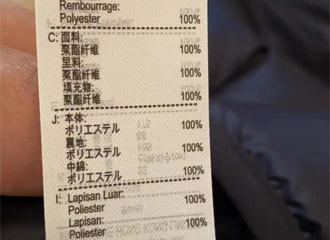 Rembourrage:
Polyester 100%
C: 面料:
聚酯纤维 100%
里料:
聚酯纤维 100%
填充物:
聚酯纤维 100%
J: 本体:
ポリエステル 100%
裏地:
ポリエステル 100%
中綿:
ポリエステル 100%
I: Lapisan Luar:
Poliester 100%
Lapisan:
Poliester 100%